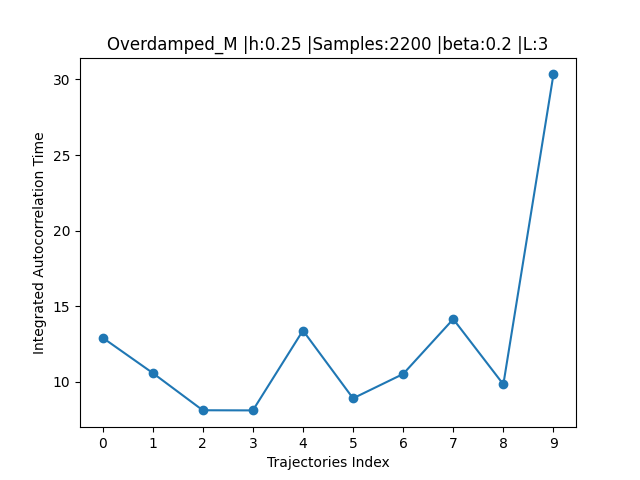 Overdamped_M |h:0.25 |Samples:2200 |beta:0.2 |L:3
30
25
20
15
10
Integrated Autocorrelation Time
0 1 2 3 4 5 6 7 8 9
Trajectories Index